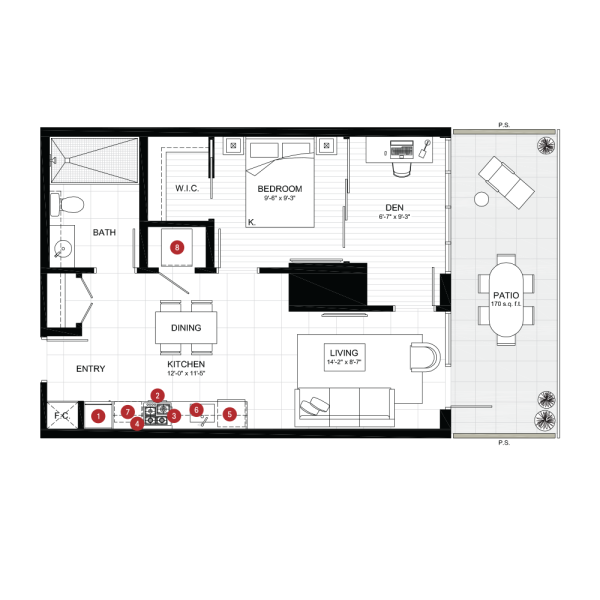 P.S.
W.I.C.
BEDROOM
9'-6" x 9'-3"
K.
DEN
6'-7" x 9'-3"
BATH
8
PATIO
170 s.q. f.t.
DINING
LIVING
14'-2" x 8'-7"
ENTRY
KITCHEN
12'-0" x 11'-5"
F.C.
1
7
2
4
3
6
5
P.S.